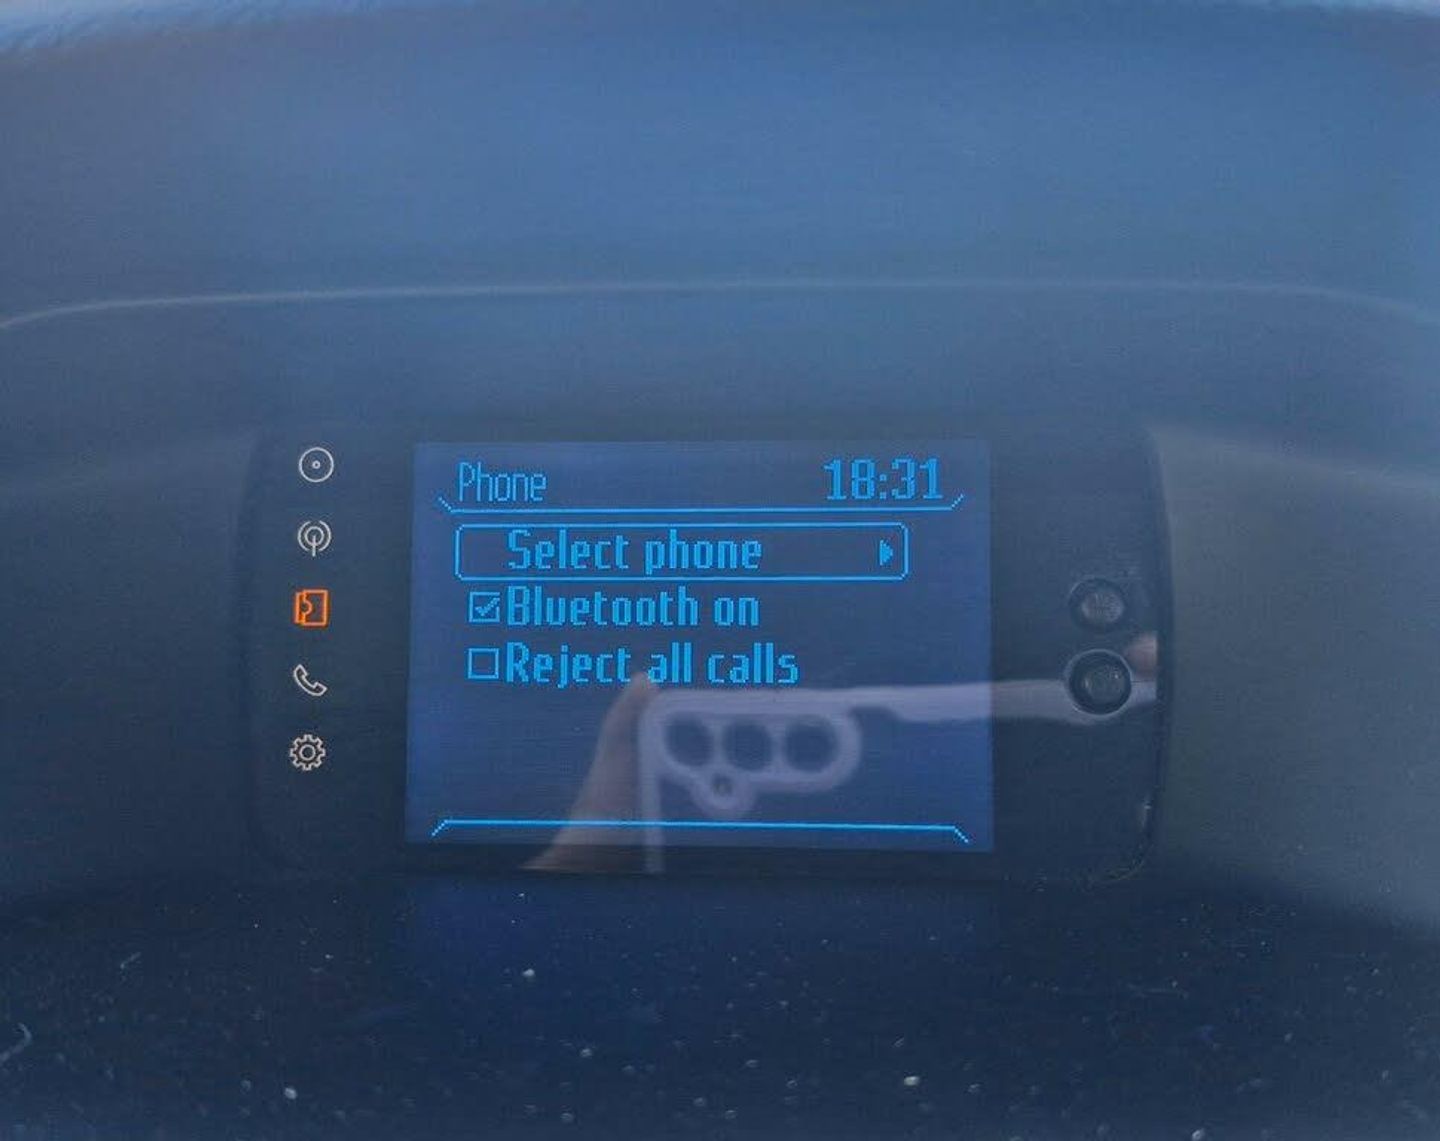 Phone 18:31
Select phone
Bluetooth on
Reject all calls